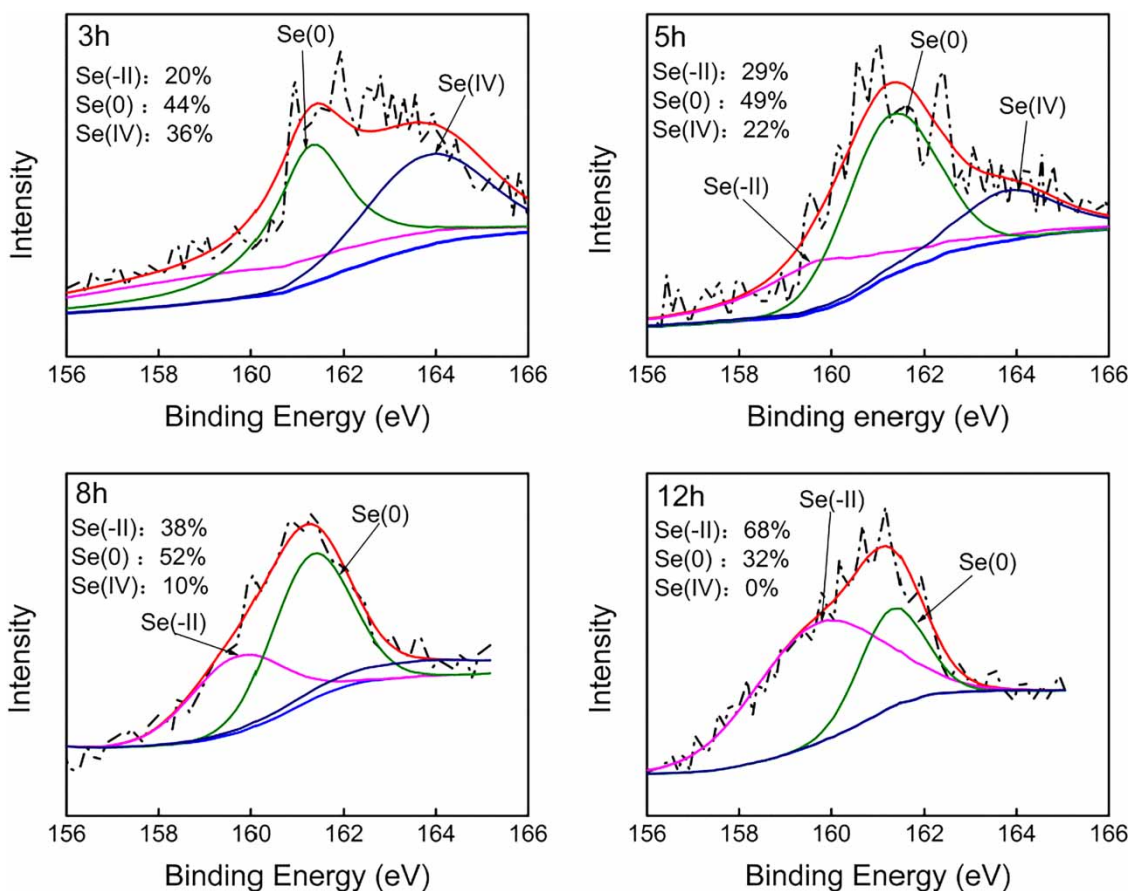 3h
Se(-II)：20%
Se(0)：44%
Se(IV)：36%
Se(0)
Se(IV)
Intensity
156 158 160 162 164 166
Binding Energy (eV)
5h
Se(-II)：29%
Se(0)：49%
Se(IV)：22%
Se(0)
Se(IV)
Se(-II)
Intensity
156 158 160 162 164 166
Binding energy (eV)
8h
Se(-II)：38%
Se(0)：52%
Se(IV)：10%
Se(0)
Se(-II)
Intensity
156 158 160 162 164 166
Binding Energy (eV)
12h
Se(-II)：68%
Se(0)：32%
Se(IV)：0%
Se(-II)
Se(0)
Intensity
156 158 160 162 164 166
Binding Energy (eV)